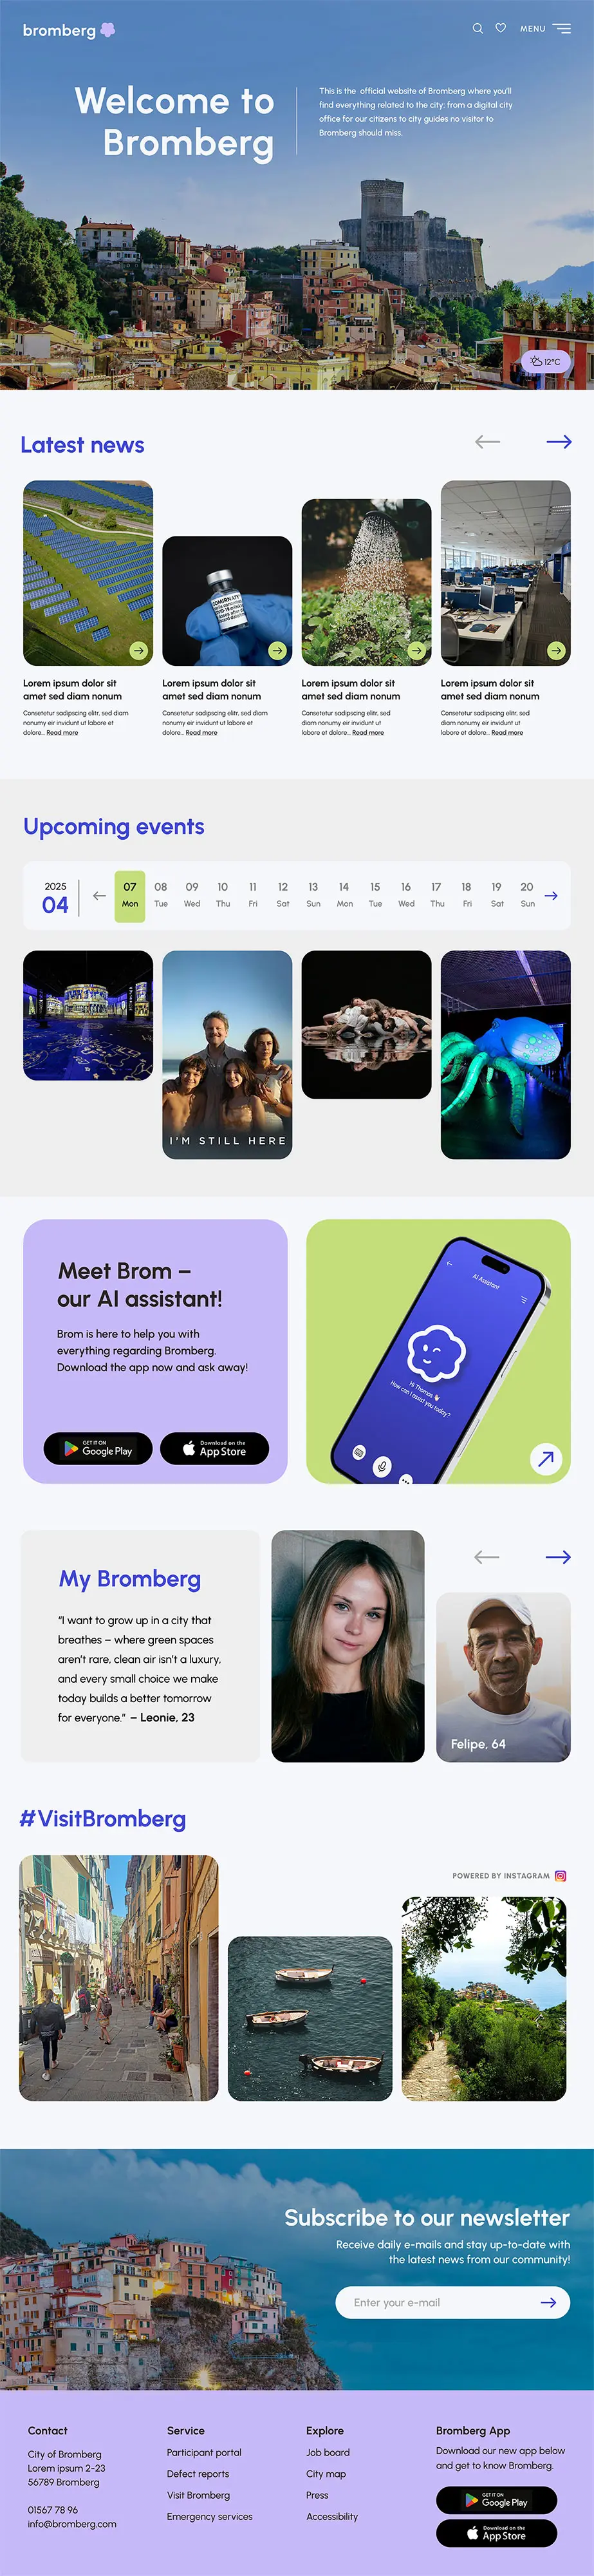 bromberg
MENU
Welcome to
Bromberg
This is the official website of Bromberg where you'll
find everything related to the city: from a digital city
office for our citizens to city guides no visitor to
Bromberg should miss.
12°C
Latest news
Lorem ipsum dolor sit
amet sed diam nonum
Consetetur sadipscing elitr, sed diam
nonumy eir invidunt ut labore et
dolore.. Read more
Lorem ipsum dolor sit
amet sed diam nonum
Consetetur sadipscing elitr, sed diam
nonumy eir invidunt ut labore et
dolore.. Read more
Lorem ipsum dolor sit
amet sed diam nonum
Consetetur sadipscing elitr, sed
diam nonumy eir invidunt ut
labore et dolore.. Read more
Lorem ipsum dolor sit
amet sed diam nonum
Consetetur sadipscing elitr, sed
diam nonumy eir invidunt ut
labore et dolore.. Read more
Upcoming events
2025
04
07 08 09 10 11 12 13 14 15 16 17 18 19 20
Mon Tue Wed Thu Fri Sat Sun Mon Tue Wed Thu Fri Sat Sun
I'M STILL HERE
Meet Brom –
our AI assistant!
Brom is here to help you with
everything regarding Bromberg.
Download the app now and ask away!
GET IT ON
Google Play
Download on the
App Store
AI Assistant
Hi Thomas 👋
How can I assist you today?
My Bromberg
“I want to grow up in a city that
breathes – where green spaces
aren't rare, clean air isn't a luxury,
and every small choice we make
today builds a better tomorrow
for everyone.” – Leonie, 23
Felipe, 64
#VisitBromberg
POWERED BY INSTAGRAM
Subscribe to our newsletter
Receive daily e-mails and stay up-to-date with
the latest news from our community!
Enter your e-mail
Contact
City of Bromberg
Lorem ipsum 2-23
56789 Bromberg
01567 78 96
info@bromberg.com
Service
Participant portal
Defect reports
Visit Bromberg
Emergency services
Explore
Job board
City map
Press
Accessibility
Bromberg App
Download our new app below
and get to know Bromberg.
GET IT ON
Google Play
Download on the
App Store